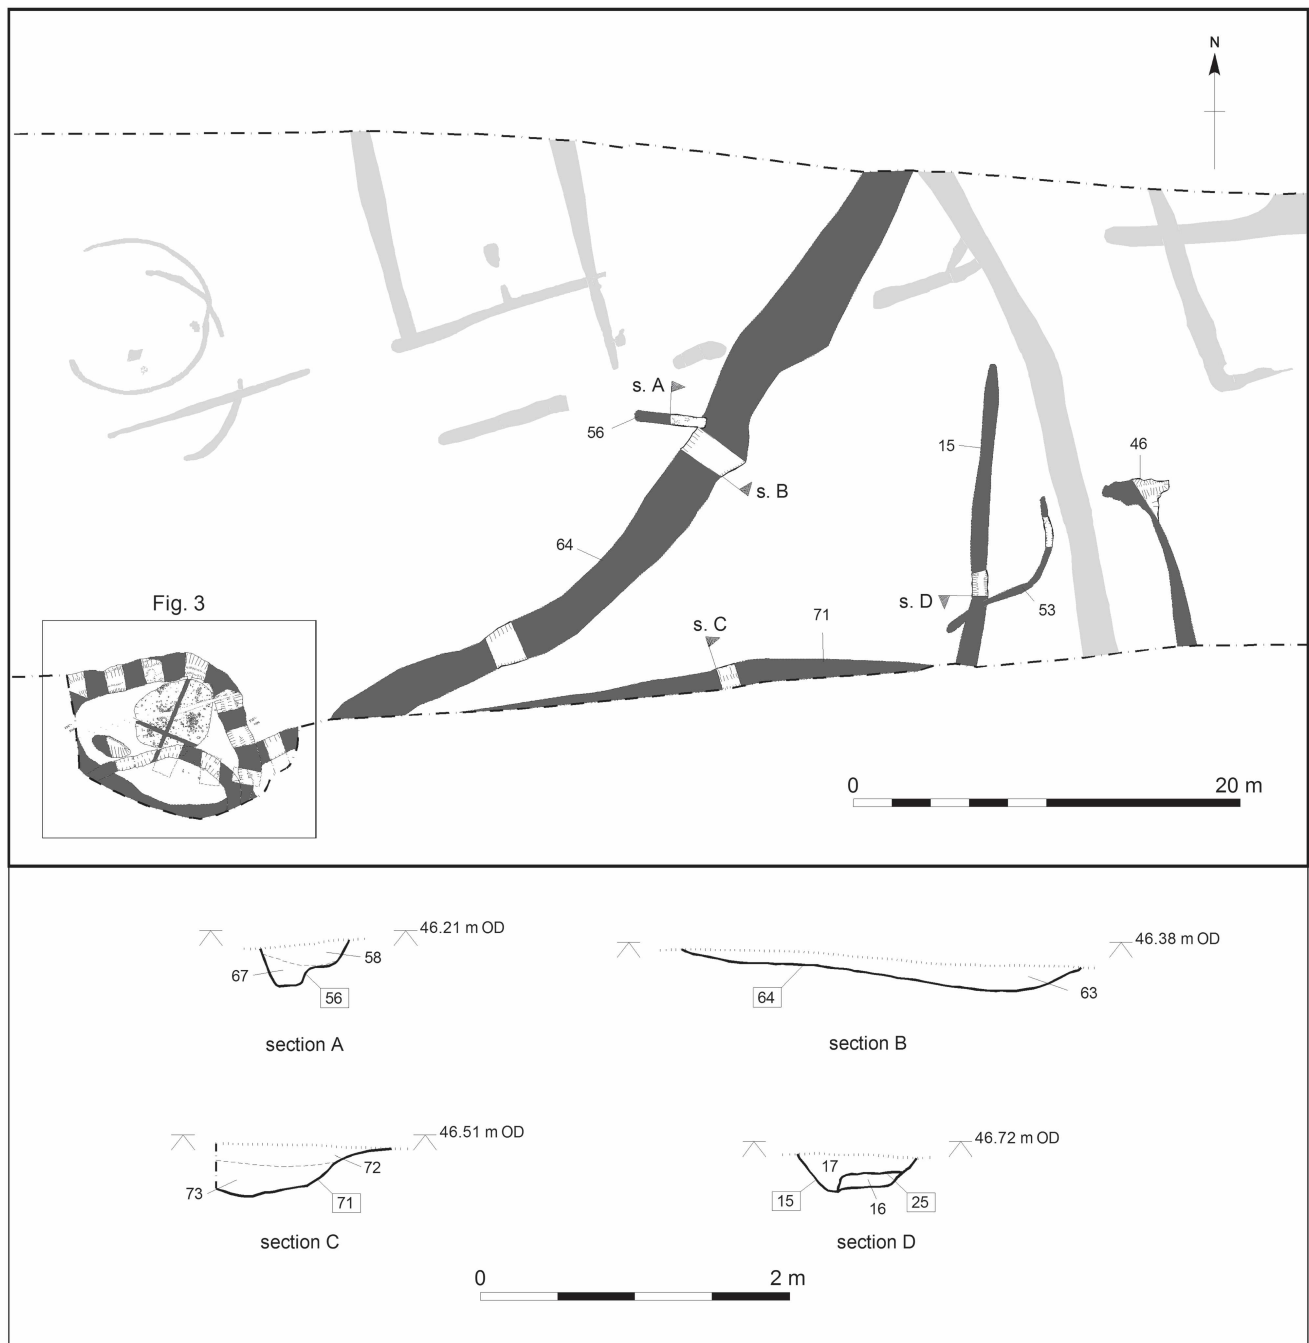 N
s. A
56
15
46
s. B
64
Fig. 3
s. D
53
71
s. C
0 20 m
46.21 m OD
58
67
56
section A
46.38 m OD
64
63
section B
46.51 m OD
72
73
71
section C
46.72 m OD
17
15
16
25
section D
0 2 m